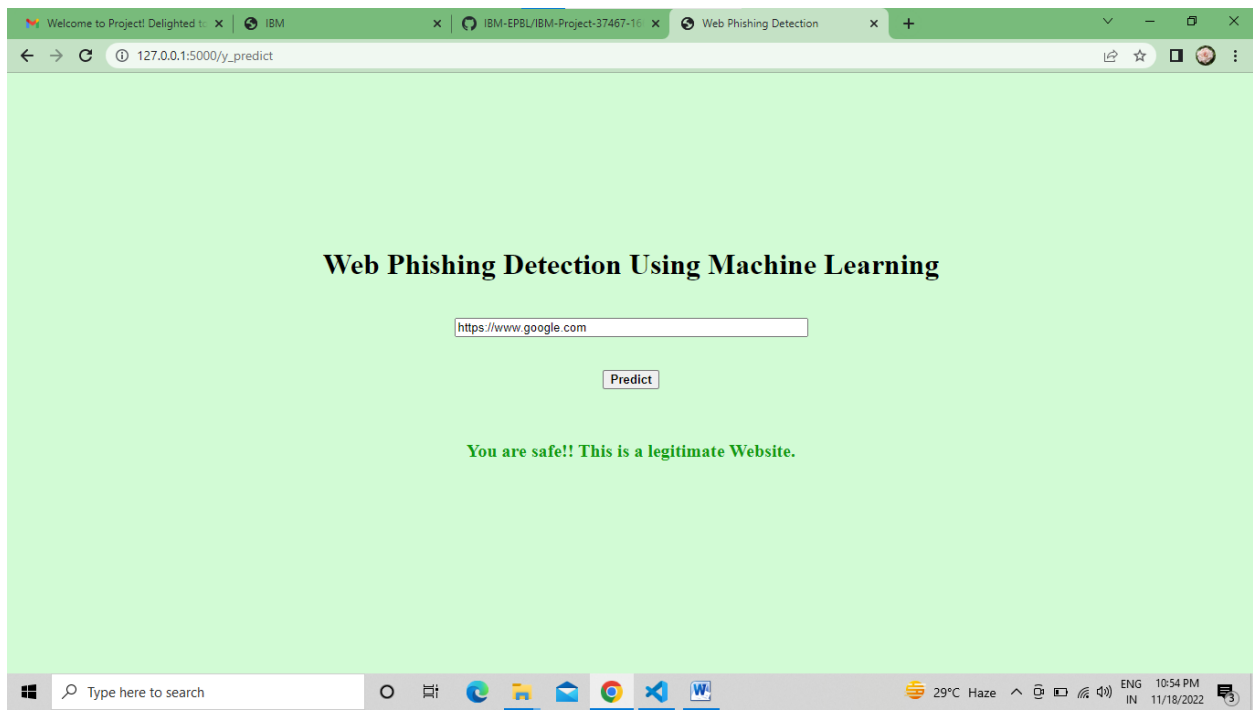 Welcome to Project! Delighted to
IBM
IBM-EPBL/IBM-Project-37467-16
Web Phishing Detection
127.0.0.1:5000/y_predict
Web Phishing Detection Using Machine Learning
https://www.google.com
Predict
You are safe!! This is a legitimate Website.
Type here to search
W
29°C Haze
ENG
IN
10:54 PM
11/18/2022
3